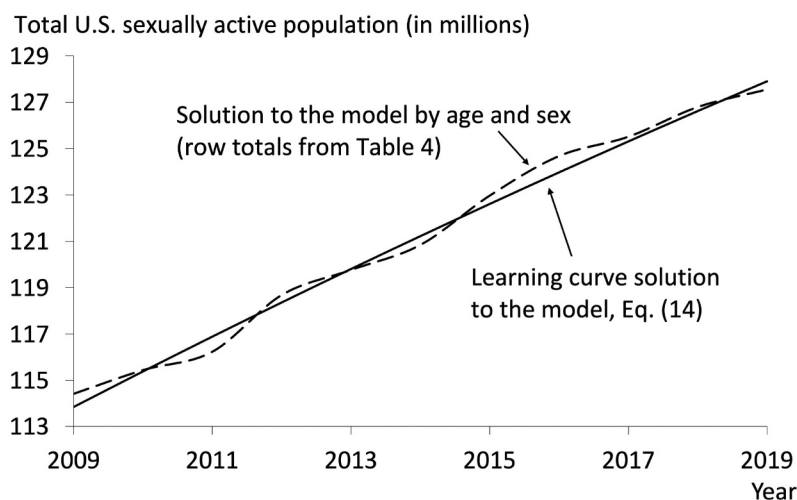 Total U.S. sexually active population (in millions)
129
127
Solution to the model by age and sex
(row totals from Table 4)
125
123
121
119
Learning curve solution
to the model, Eq. (14)
117
115
113
2009 2011 2013 2015 2017 2019
Year